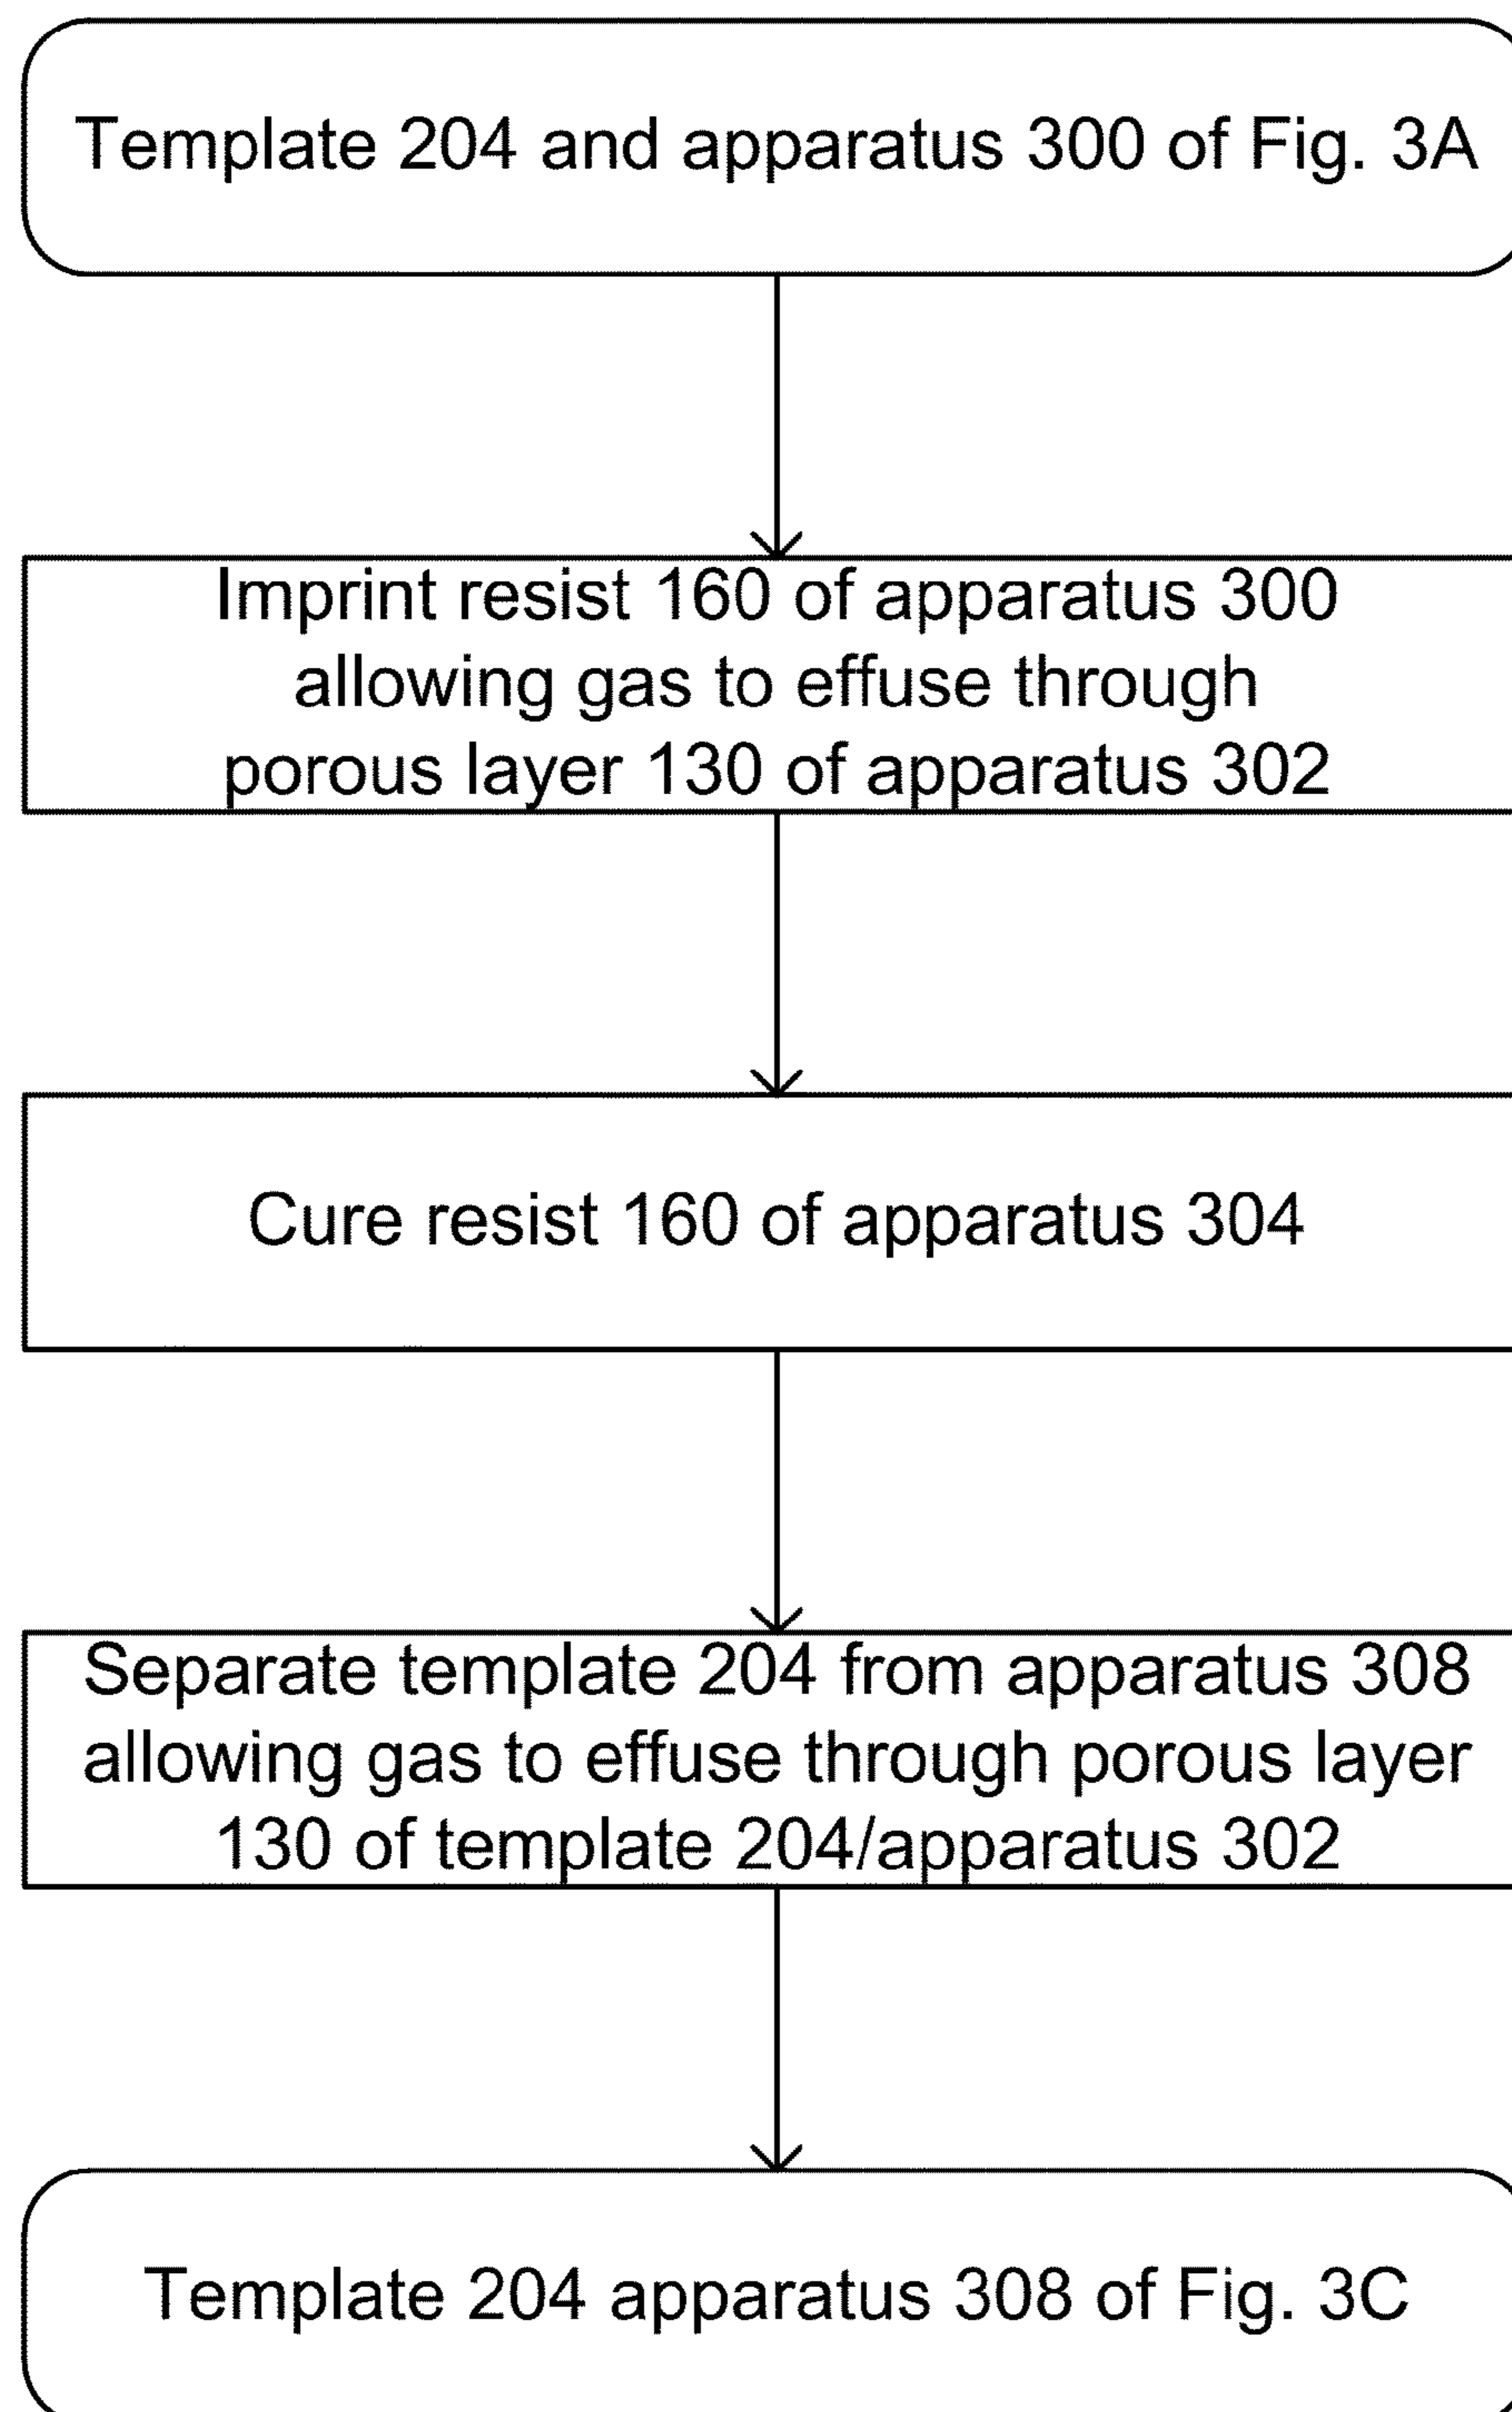 Template 204 and apparatus 300 of Fig. 3A
Imprint resist 160 of apparatus 300
allowing gas to effuse through
porous layer 130 of apparatus 302
Cure resist 160 of apparatus 304
Separate template 204 from apparatus 308
allowing gas to effuse through porous layer
130 of template 204/apparatus 302
Template 204 apparatus 308 of Fig. 3C